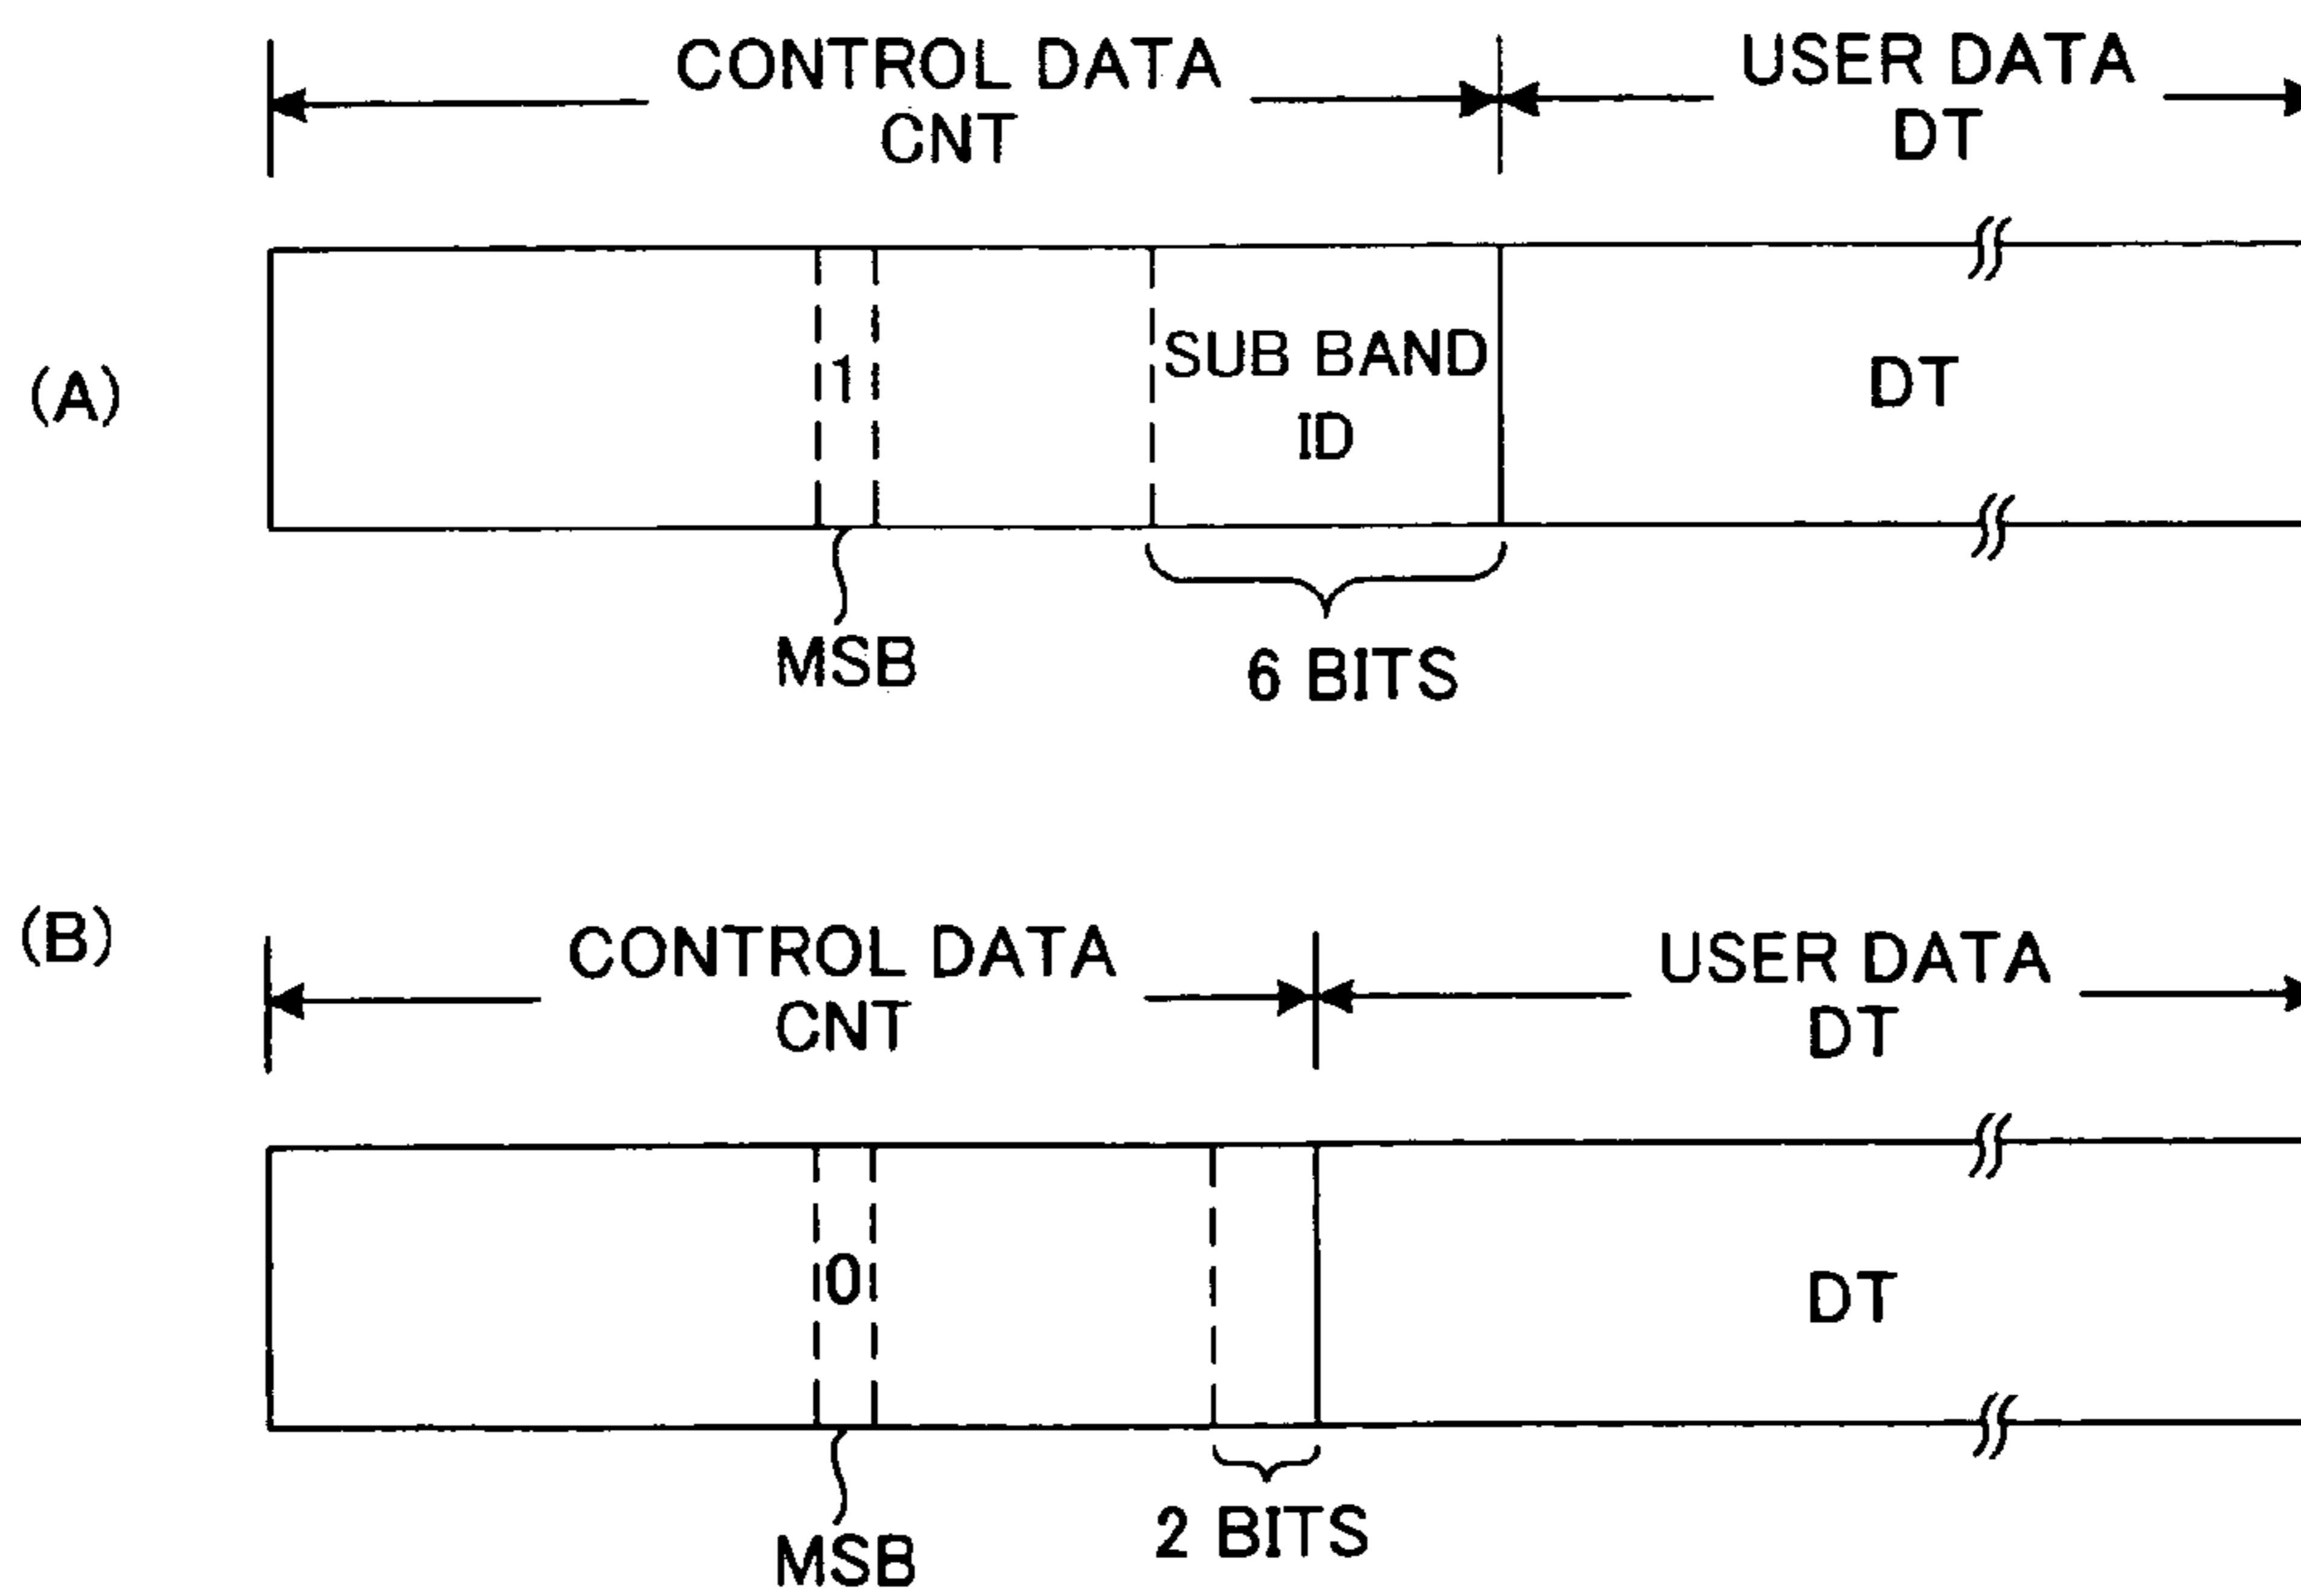 CONTROL DATA
CNT
USER DATA
DT
(A)
1
SUB BAND
ID
DT
MSB
6 BITS
(B)
CONTROL DATA
CNT
USER DATA
DT
0
DT
MSB
2 BITS